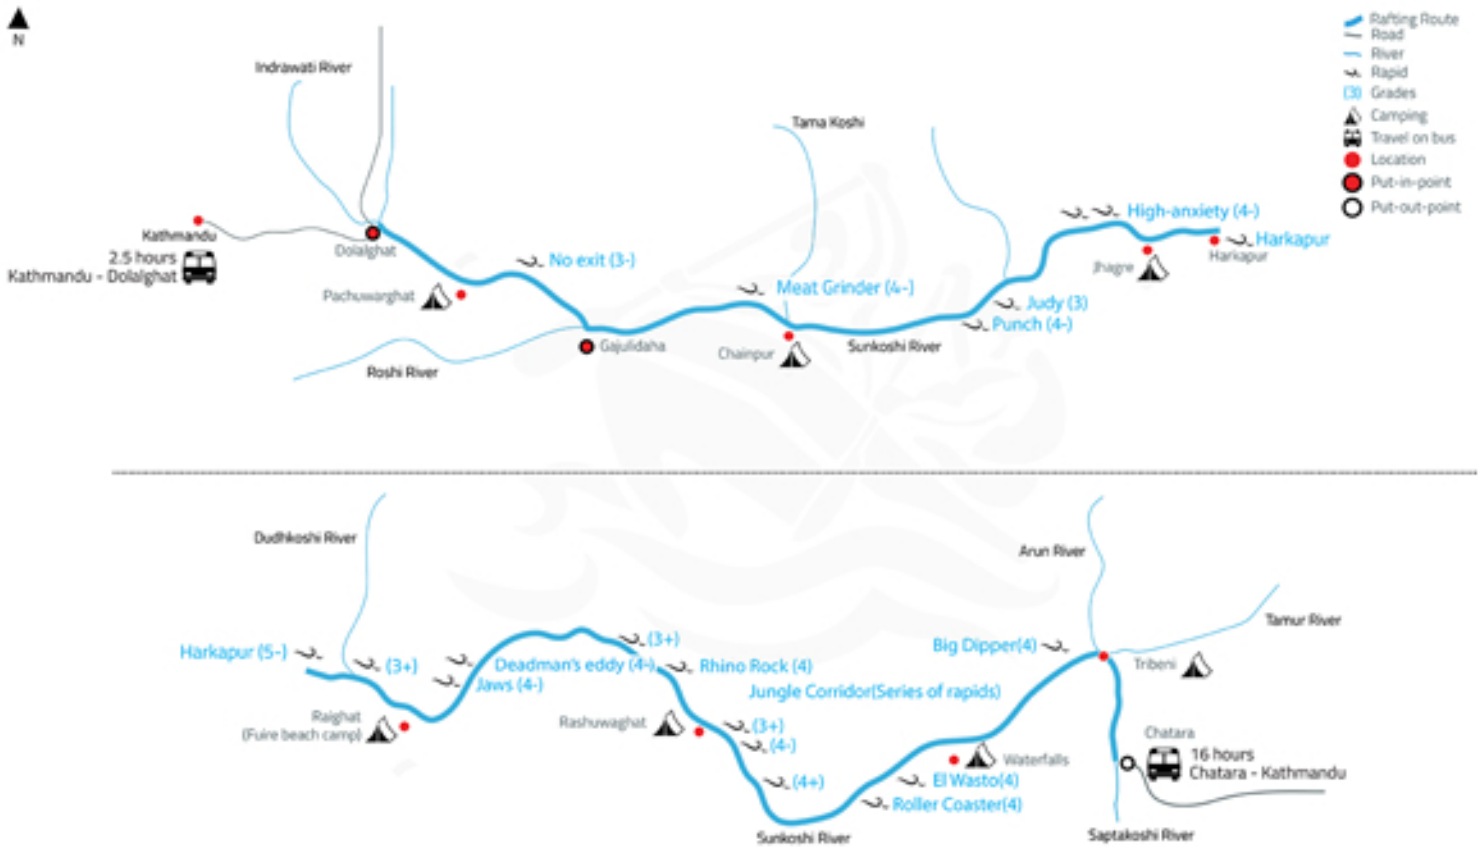 N
Indrawati River
Tama Koshi
Rafting Route
Road
River
Rapid
(3) Grades
Camping
Travel on bus
Location
Put-in-point
Put-out-point
Kathmandu
2.5 hours
Kathmandu - Dolalghat
Dolalghat
Pachuwarghat
No exit (3-)
Roshi River
Gajulidaha
Meat Grinder (4-)
Chainpur
Sunkoshi River
Judy (3)
Punch (4-)
High-anxiety (4-)
Jhagre
Harkapur
Harkapur
Dudhkoshi River
Harkapur (5-)
(3+)
Raighat
(Fuire beach camp)
Deadman's eddy (4-)
Jaws (4-)
(3+)
Rhino Rock (4)
Rashuwaghat
(3+)
(4-)
(4+)
Jungle Corridor(Series of rapids)
Sunkoshi River
Roller Coaster(4)
El Wasto(4)
Waterfalls
Big Dipper(4)
Arun River
Tamur River
Tribeni
Chatara
16 hours
Chatara - Kathmandu
Saptakoshi River